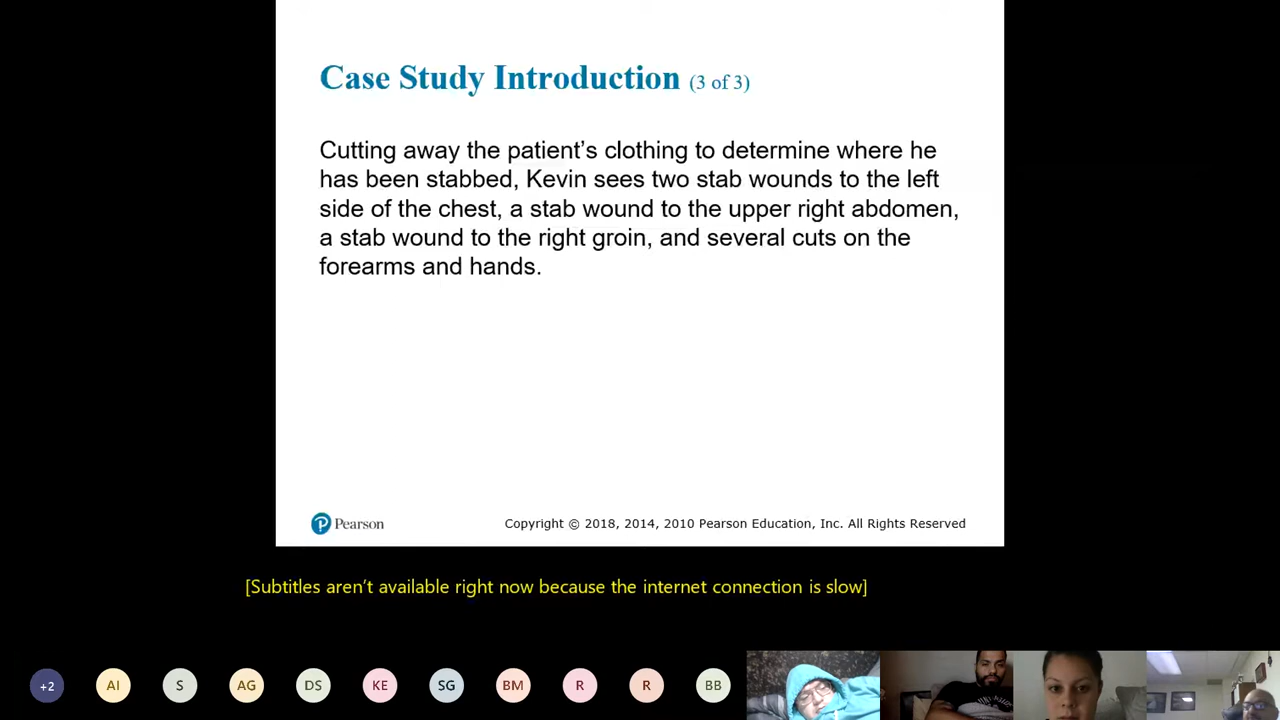 Case Study Introduction (3 of 3)
Cutting away the patient’s clothing to determine where he
has been stabbed, Kevin sees two stab wounds to the left
side of the chest, a stab wound to the upper right abdomen,
a stab wound to the right groin, and several cuts on the
forearms and hands.
Pearson
Copyright © 2018, 2014, 2010 Pearson Education, Inc. All Rights Reserved
[Subtitles aren’t available right now because the internet connection is slow]
+2 AI S AG DS KE SG BM R R BB